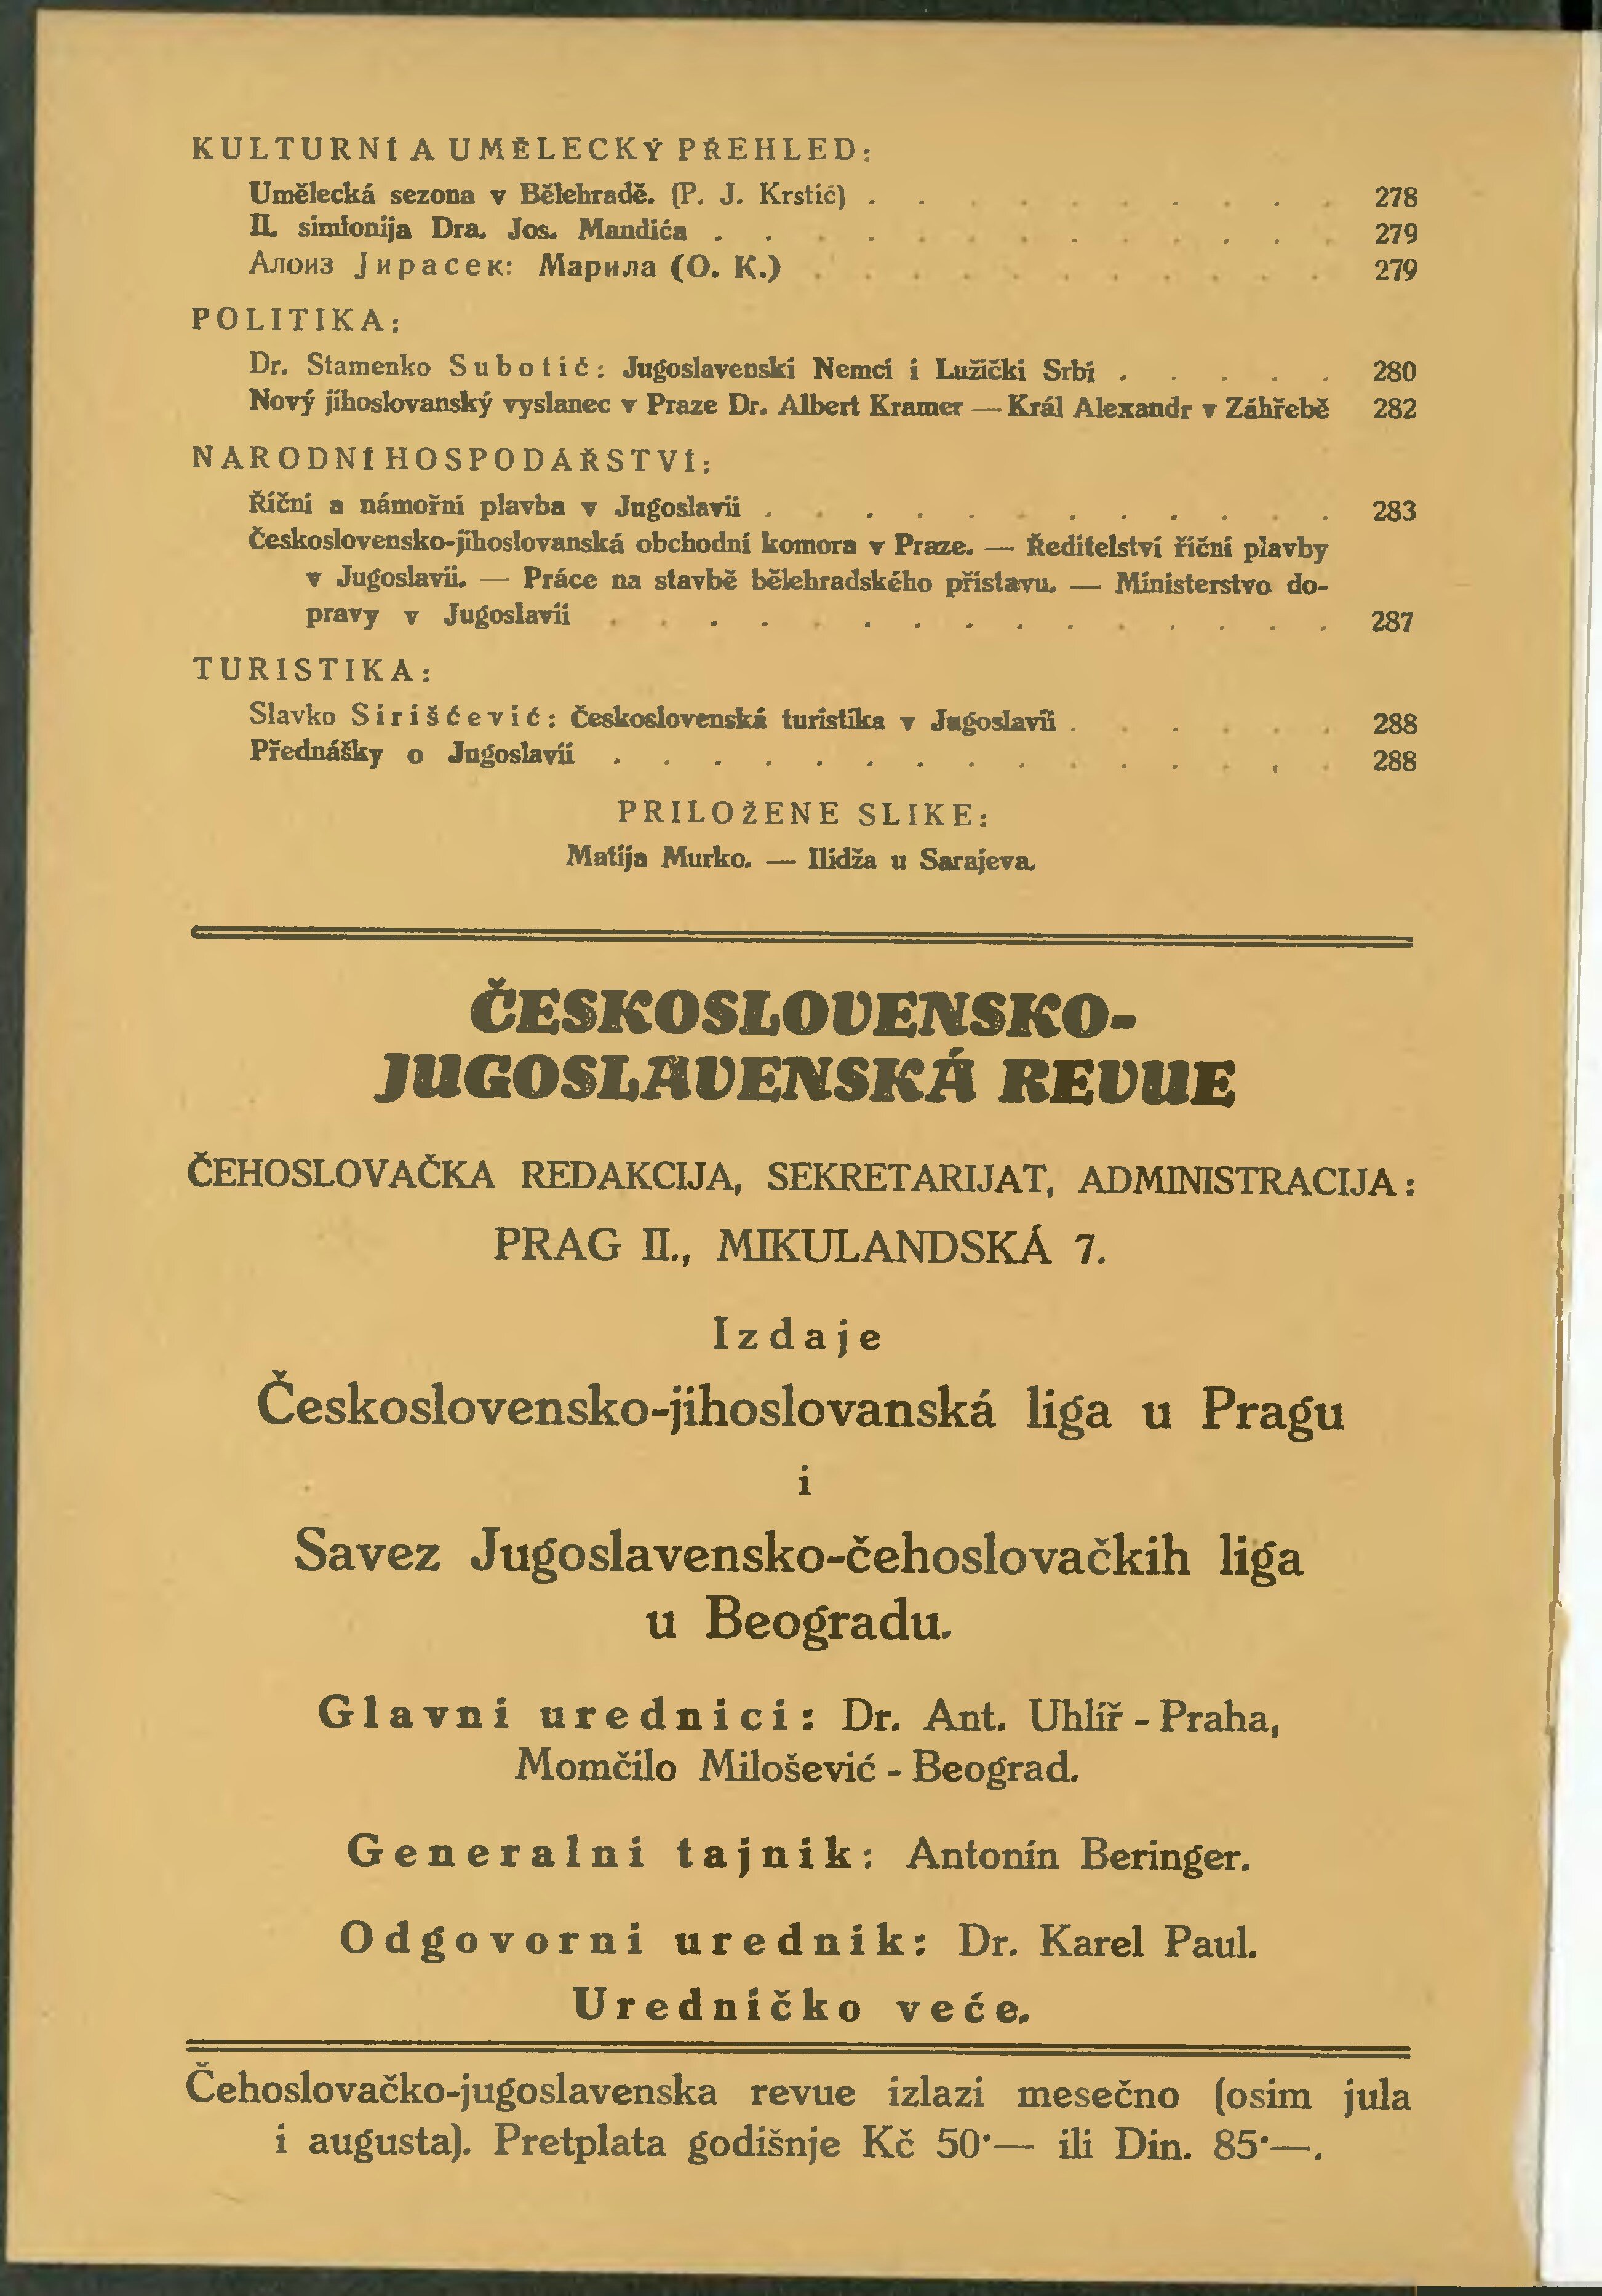 KULTURNÍ A UMĚLECKÝ PŘEHLED:
Umělecká sezona v Bělehradě. (P. J. Krstić) . . . . . . . . . . 278
II. simfonija Dra. Jos. Mandića . . . . . . . . . . . . . 279
Алоиз Јирасек: Марила (О. К.) . . . . . . . . . . . 279
POLITIKA:
Dr. Stamenko Subotić: Jugoslavenski Nemci i Lužički Srbi . . . . . 280
Nový jihoslovanský vyslanec v Praze Dr. Albert Kramer — Král Alexandr v Záhřebě 282
NÁRODNÍ HOSPODÁŘSTVÍ:
Říční a námořní plavba v Jugoslavii . . . . . . . . . . . . 283
Československo-jihoslovanská obchodní komora v Praze. — Ředitelství říční plavby
v Jugoslavii. — Práce na stavbě bělehradského přístavu. — Ministerstvo do-
pravy v Jugoslavii . . . . . . . . . . . . . . . 287
TURISTIKA:
Slavko Sirišćević: Československá turistika v Jugoslavii . . . . . . 288
Přednášky o Jugoslavii . . . . . . . . . . . . . . . 288
PRILOŽENE SLIKE:
Matija Murko. — Ilidža u Sarajeva.
ČESKOSLOVENSKO-
JUGOSLAVENSKÁ REVUE
ČEHOSLOVAČKA REDAKCIJA, SEKRETARIJAT, ADMINISTRACIJA:
PRAG II., MIKULANDSKÁ 7.
Izdaje
Československo-jihoslovanská liga u Pragu
i
Savez Jugoslavensko-čehoslovačkih liga
u Beogradu.
Glavni urednici: Dr. Ant. Uhlíř - Praha,
Momčilo Milošević - Beograd.
Generalni tajnik: Antonín Beringer.
Odgovorni urednik: Dr. Karel Paul.
Uredničko veće.
Čehoslovačko-jugoslavenska revue izlazi mesečno (osim jula
i augusta). Pretplata godišnje Kč 50·— ili Din. 85·—.